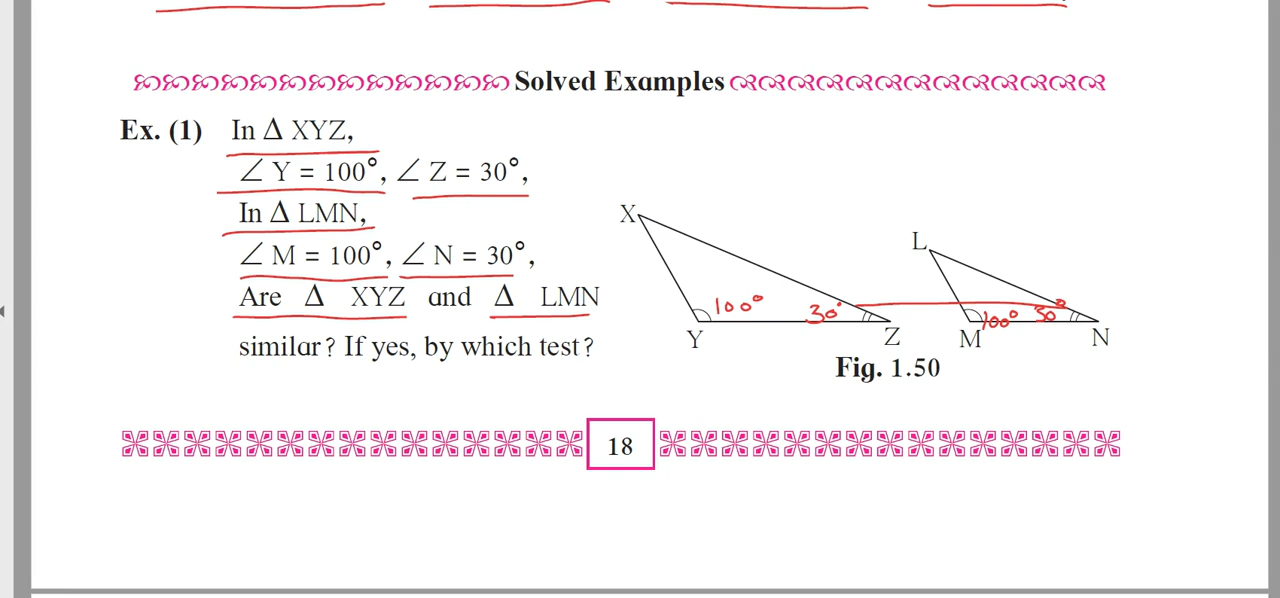 Solved Examples
Ex. (1) In Δ XYZ,
∠ Y = 100°, ∠ Z = 30°,
In Δ LMN,
∠ M = 100°, ∠ N = 30°,
Are Δ XYZ and Δ LMN
similar? If yes, by which test?
X
L
100°
30°
100°
30°
Y
Z
M
N
Fig. 1.50
18